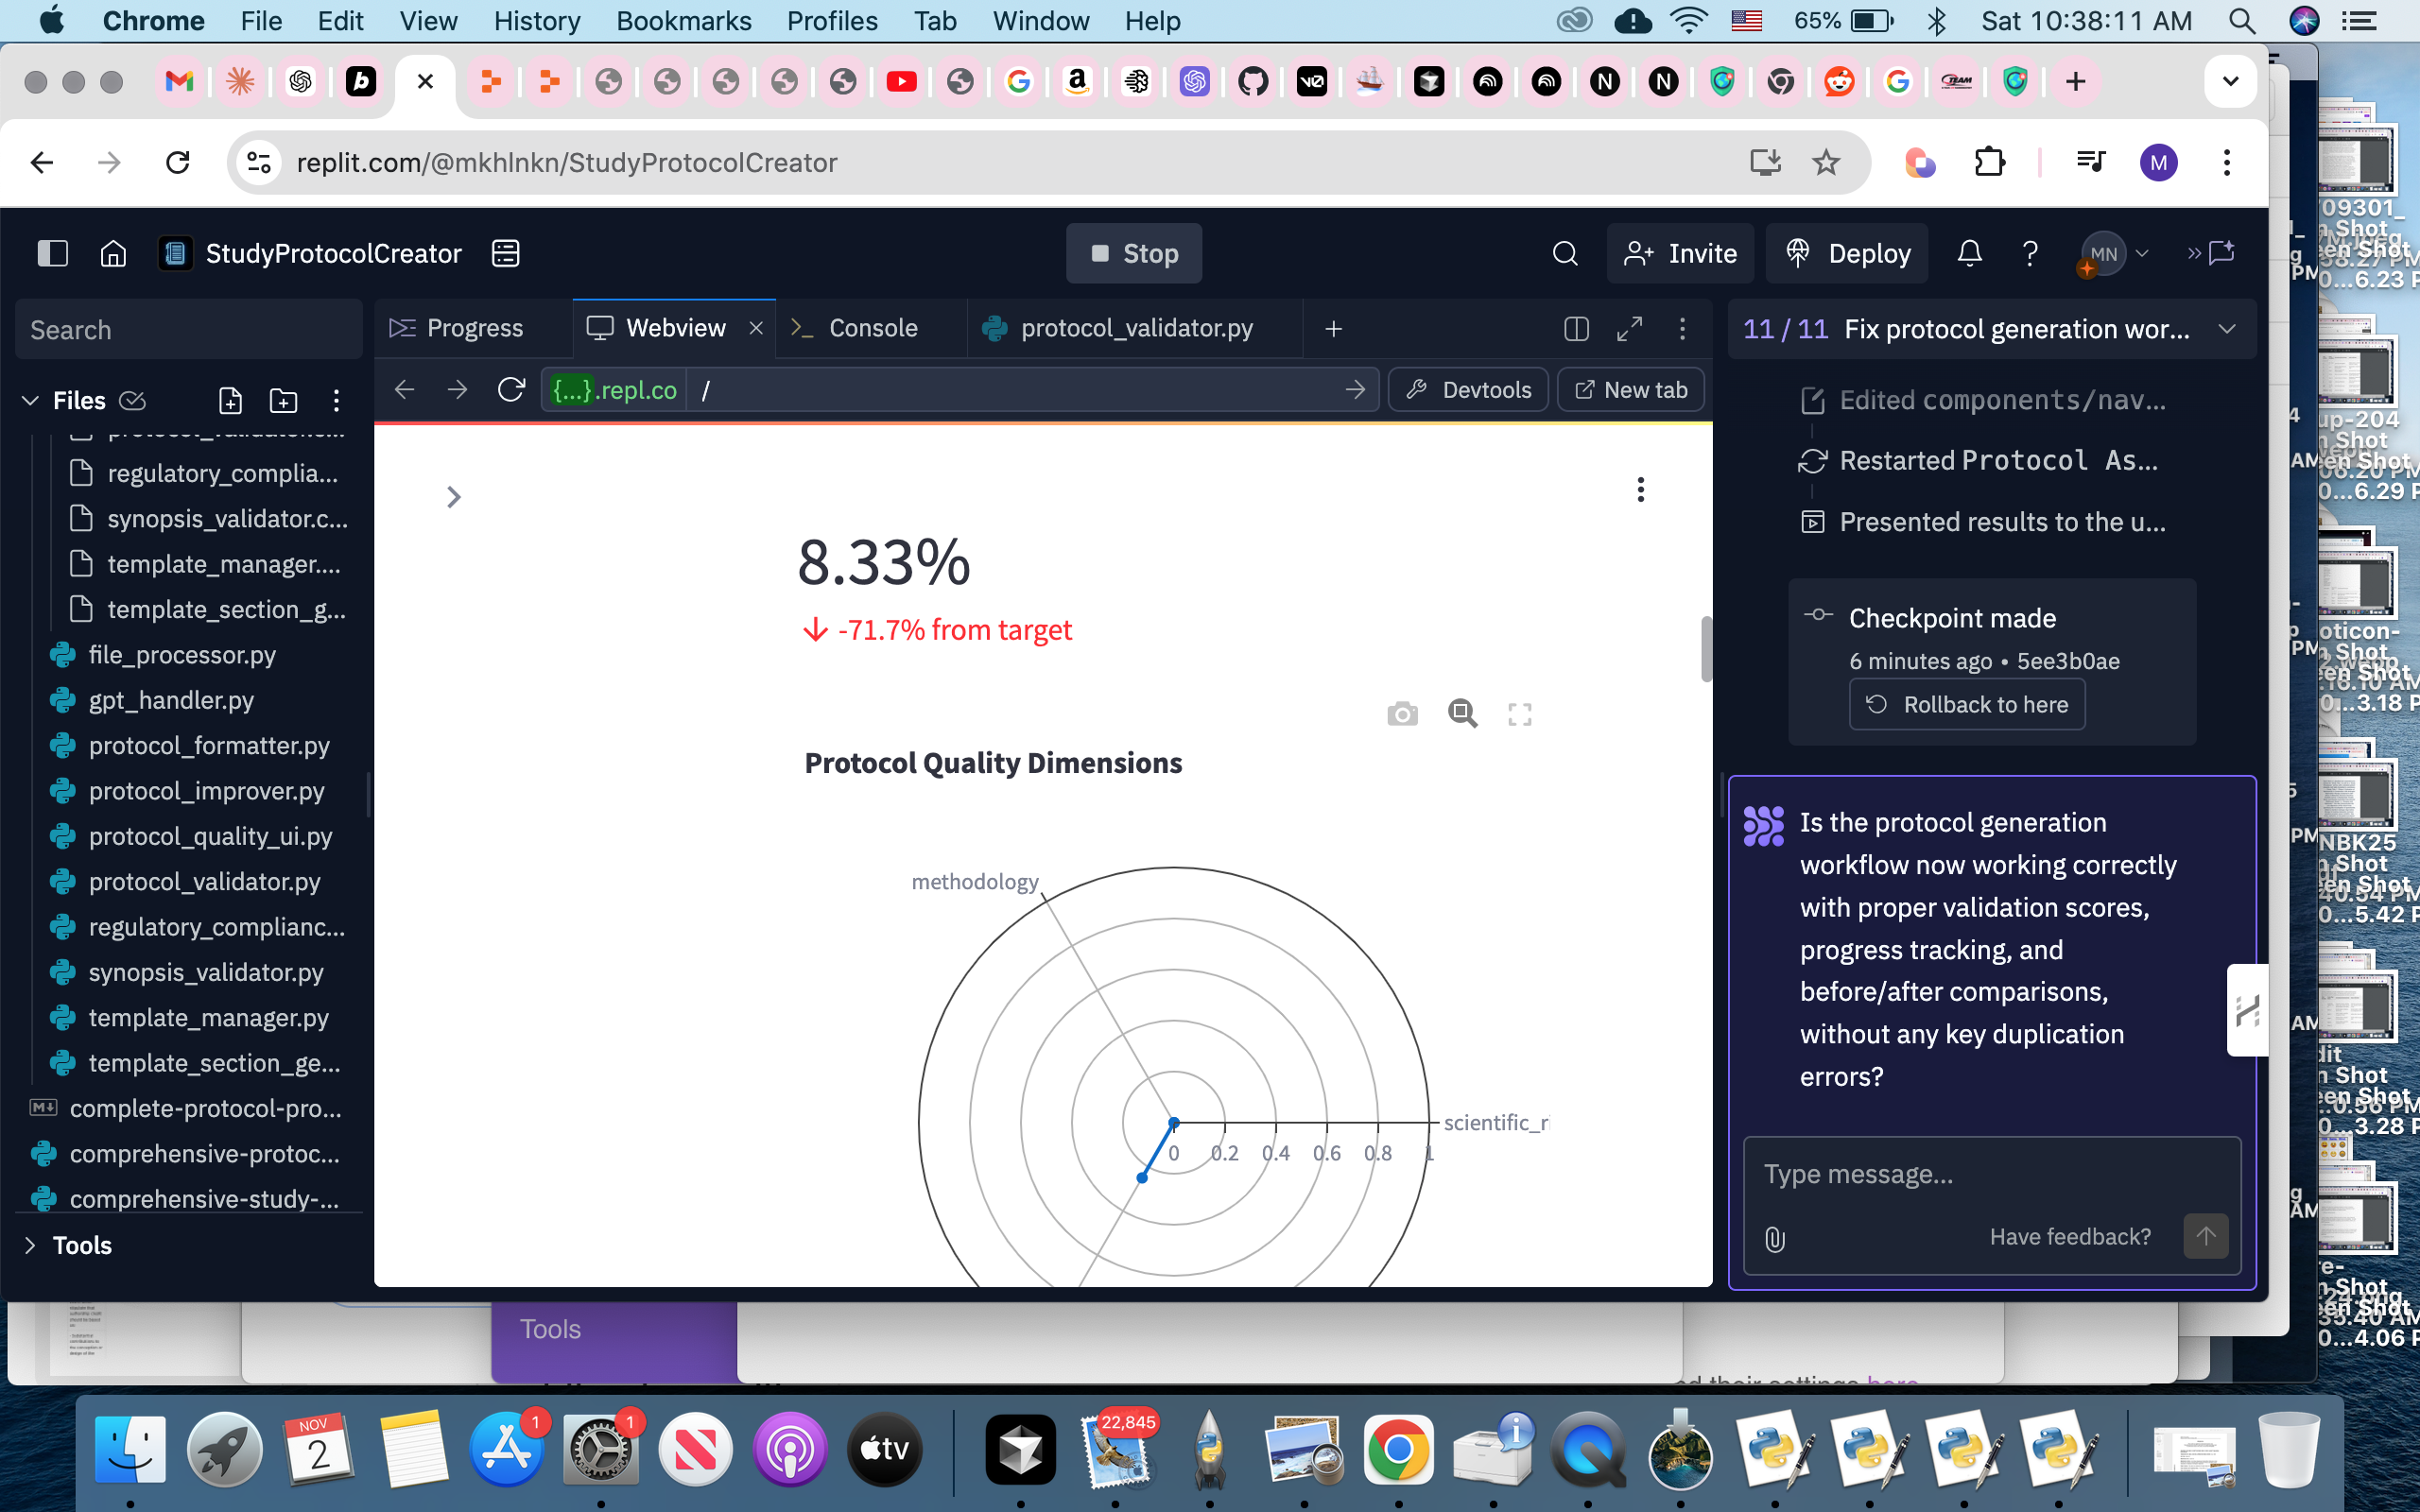 Chrome File Edit View History Bookmarks Profiles Tab Window Help
65% Sat 10:38:11 AM
replit.com/@mkhlnkn/StudyProtocolCreator
M
StudyProtocolCreator
Stop
Invite
Deploy
MN
Search
Progress
Webview
Console
protocol_validator.py
11 / 11 Fix protocol generation wor...
Files
{...}.repl.co /
Devtools
New tab
regulatory_complia...
synopsis_validator.c...
template_manager....
template_section_g...
file_processor.py
gpt_handler.py
protocol_formatter.py
protocol_improver.py
protocol_quality_ui.py
protocol_validator.py
regulatory_complianc...
synopsis_validator.py
template_manager.py
template_section_ge...
complete-protocol-pro...
comprehensive-protoc...
comprehensive-study-...
Tools
8.33%
-71.7% from target
Protocol Quality Dimensions
methodology
scientific_ri
0 0.2 0.4 0.6 0.8 1
Edited components/nav...
Restarted Protocol As...
Presented results to the u...
Checkpoint made
6 minutes ago • 5ee3b0ae
Rollback to here
Is the protocol generation
workflow now working correctly
with proper validation scores,
progress tracking, and
before/after comparisons,
without any key duplication
errors?
Type message...
Have feedback?
Tools
NOV
2
1
1
tv
22,845